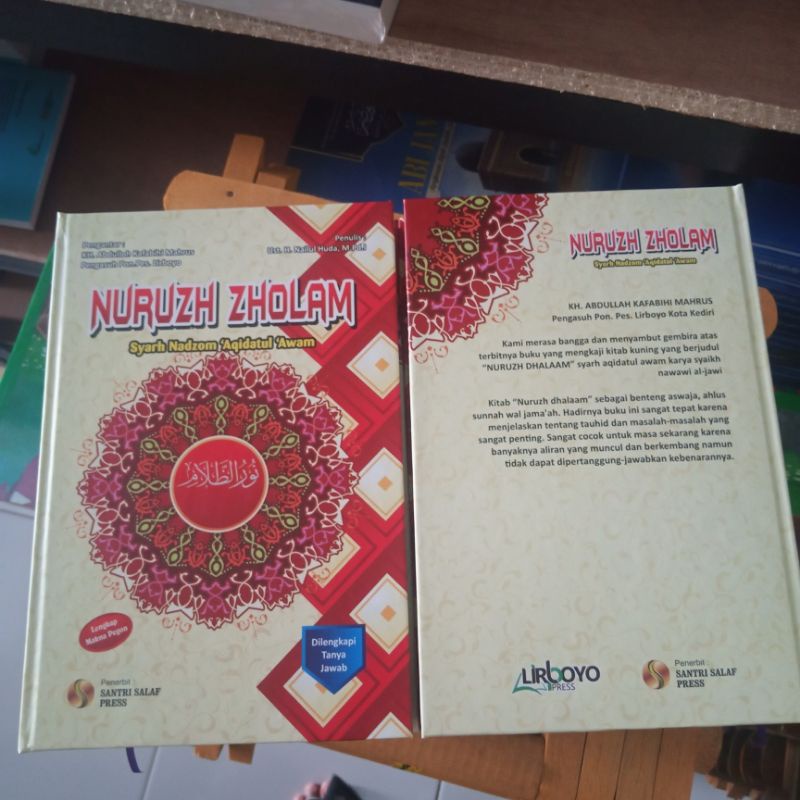 Pengantar :
KH. Abdulloh Kafabihi Mahrus
Pengasuh Pon.Pes. Lirboyo
Penulis :
Ust. H. Nailul Huda, M.Pd.I
NURUZH ZHOLAM
Syarh Nadzom 'Aqidatul 'Awam
نور الظلام
Lengkap
Makna Pegon
Dilengkapi
Tanya
Jawab
Penerbit :
SANTRI SALAF
PRESS
NURUZH ZHOLAM
Syarh Nadzom 'Aqidatul 'Awam
KH. ABDULLAH KAFABIHI MAHRUS
Pengasuh Pon. Pes. Lirboyo Kota Kediri
Kami merasa bangga dan menyambut gembira atas
terbitnya buku yang mengkaji kitab kuning yang berjudul
"NURUZH DHALAAM" syarh aqidatul awam karya syaikh
nawawi al-jawi
Kitab "Nuruzh dhalaam" sebagai benteng aswaja, ahlus
sunnah wal jama'ah. Hadirnya buku ini sangat tepat karena
menjelaskan tentang tauhid dan masalah-masalah yang
sangat penting. Sangat cocok untuk masa sekarang karena
banyaknya aliran yang muncul dan berkembang namun
tidak dapat dipertanggung-jawabkan kebenarannya.
LIRBOYO
PRESS
Penerbit :
SANTRI SALAF
PRESS